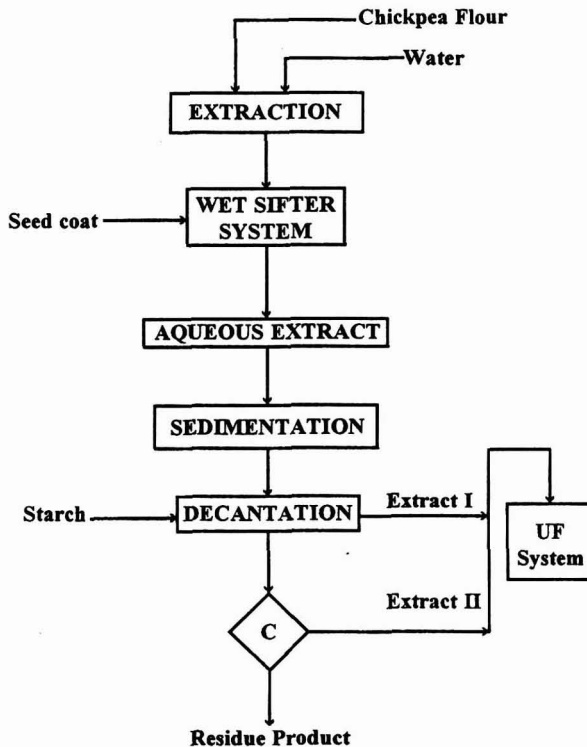 Chickpea Flour
Water
EXTRACTION
Seed coat
WET SIFTER
SYSTEM
AQUEOUS EXTRACT
SEDIMENTATION
Starch
DECANTATION
Extract I
UF
System
Extract II
C
Residue Product